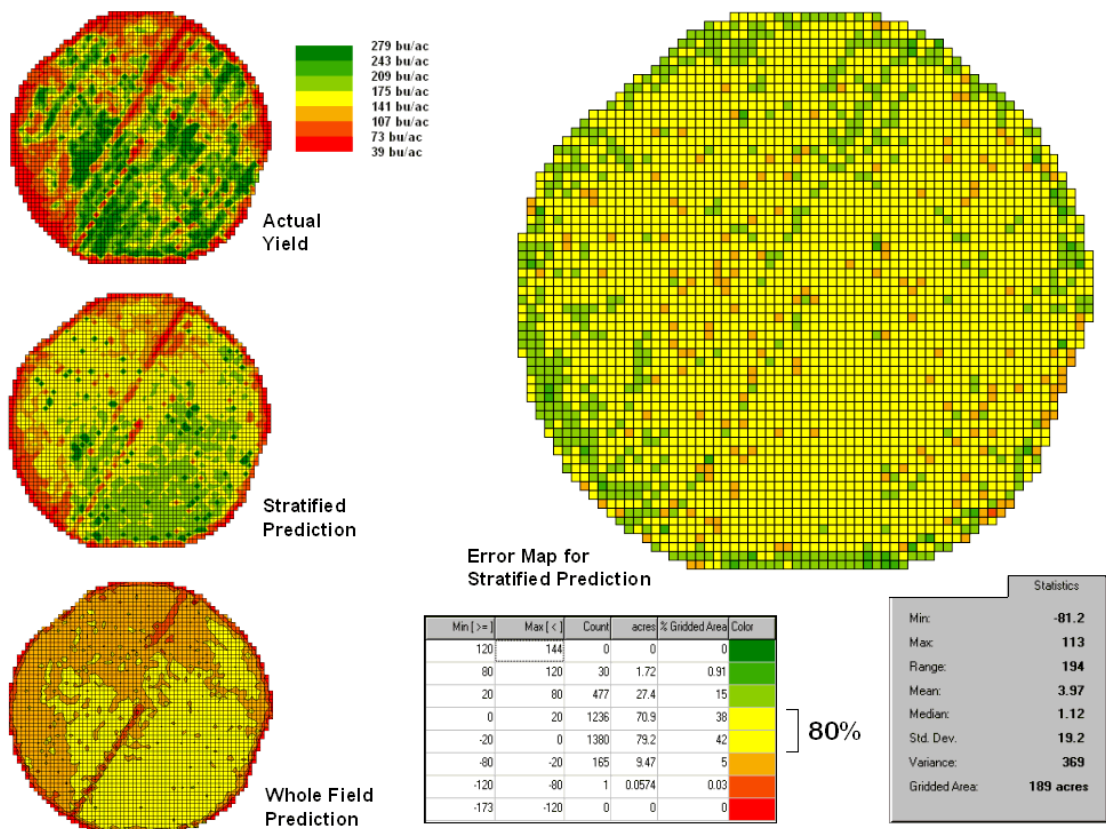 279 bu/ac
243 bu/ac
209 bu/ac
175 bu/ac
141 bu/ac
107 bu/ac
73 bu/ac
39 bu/ac
Actual
Yield
Stratified
Prediction
Whole Field
Prediction
Error Map for
Stratified Prediction
Min [ >= ] Max [ < ] Count acres % Gridded Area Color
120 144 0 0 0
80 120 30 1.72 0.91
20 80 477 27.4 15
0 20 1236 70.9 38
-20 0 1380 79.2 42
-80 -20 165 9.47 5
-120 -80 1 0.0574 0.03
-173 -120 0 0 0
80%
Statistics
Min: -81.2
Max: 113
Range: 194
Mean: 3.97
Median: 1.12
Std. Dev. 19.2
Variance: 369
Gridded Area: 189 acres